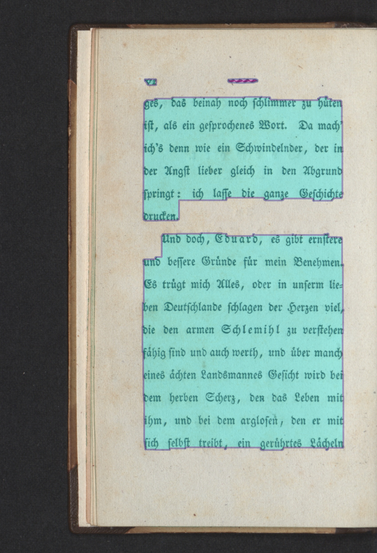 VI
ges, das beinah noch schlimmer zu hüten
ist, als ein gesprochenes Wort. Da mach'
ich's denn wie ein Schwindelnder, der in
der Angst lieber gleich in den Abgrund
springt: ich lasse die ganze Geschichte
drucken.
Und doch, Eduard, es gibt ernstere
und bessere Gründe für mein Benehmen.
Es trügt mich Alles, oder in unserm lie-
ben Deutschlande schlagen der Herzen viel,
die den armen Schlemihl zu verstehen
fähig sind und auch werth, und über manch
eines ächten Landsmannes Gesicht wird bei
dem herben Scherz, den das Leben mit
ihm, und bei dem arglosen, den er mit
sich selbst treibt, ein gerührtes Lächeln